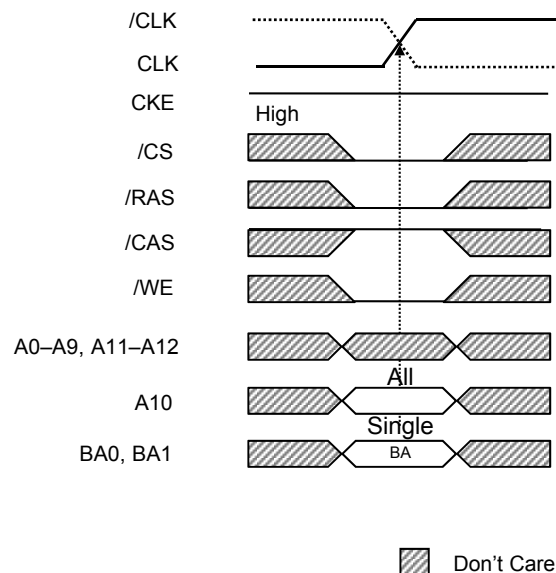 /CLK
CLK
CKE
High
/CS
/RAS
/CAS
/WE
A0–A9, A11–A12
All
A10
Single
BA0, BA1
BA
Don't Care